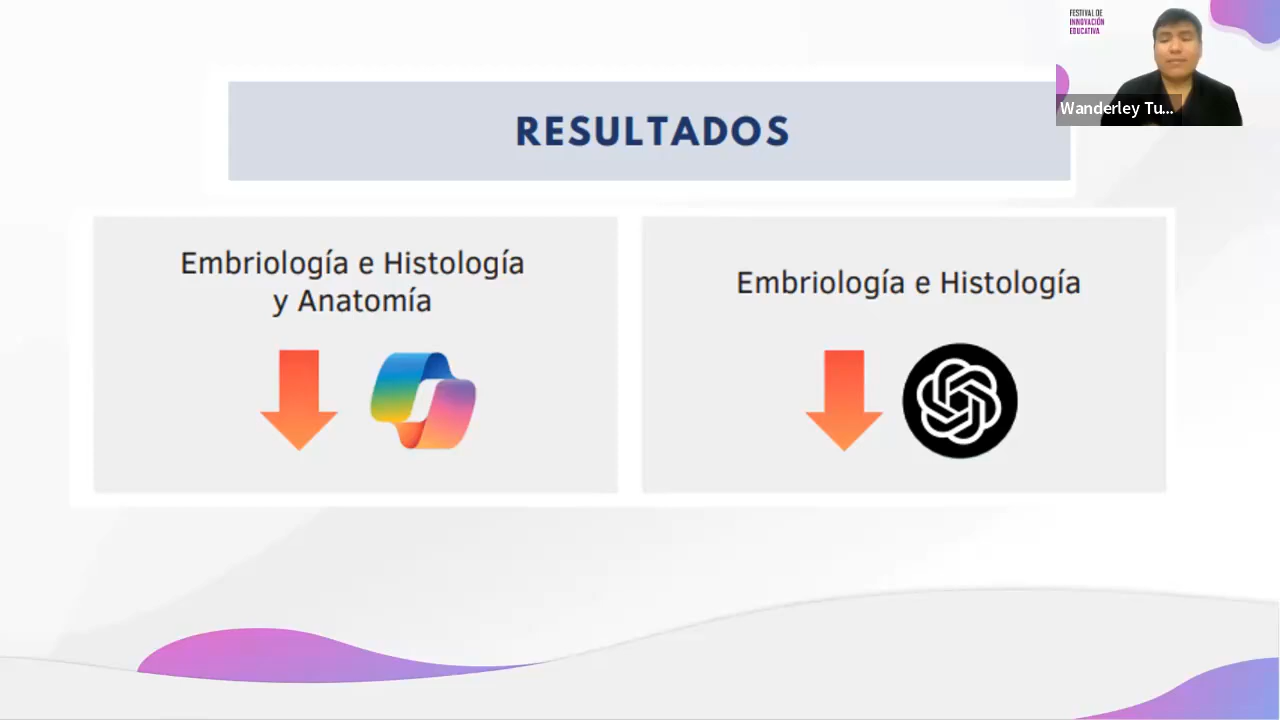 FESTIVAL DE
INNOVACIÓN
EDUCATIVA
Wanderley Tu...
RESULTADOS
Embriología e Histología
y Anatomía
Embriología e Histología